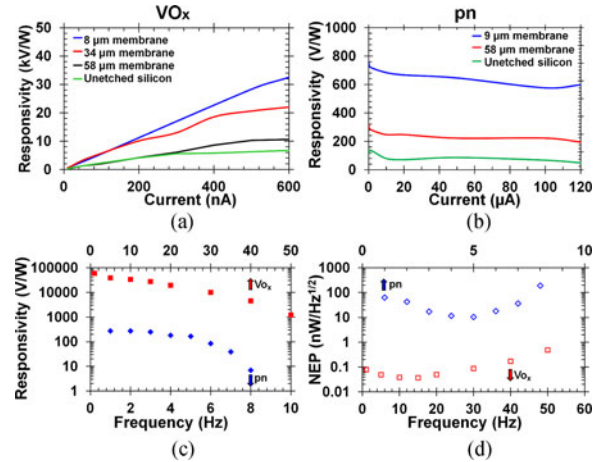 VOx
pn
Responsivity (kV/W)
50
40
30
20
10
0
8 µm membrane
34 µm membrane
58 µm membrane
Unetched silicon
0 200 400 600
Current (nA)
(a)
Responsivity (V/W)
1000
800
600
400
200
0
9 µm membrane
58 µm membrane
Unetched silicon
0 20 40 60 80 100 120
Current (µA)
(b)
0 10 20 30 40 50
Responsivity (V/W)
100000
10000
1000
100
10
1
VOx
pn
0 2 4 6 8 10
Frequency (Hz)
(c)
0 5 10
NEP (nW/Hz1/2)
1000
100
10
1
0.1
0.01
pn
VOx
0 10 20 30 40 50 60
Frequency (Hz)
(d)